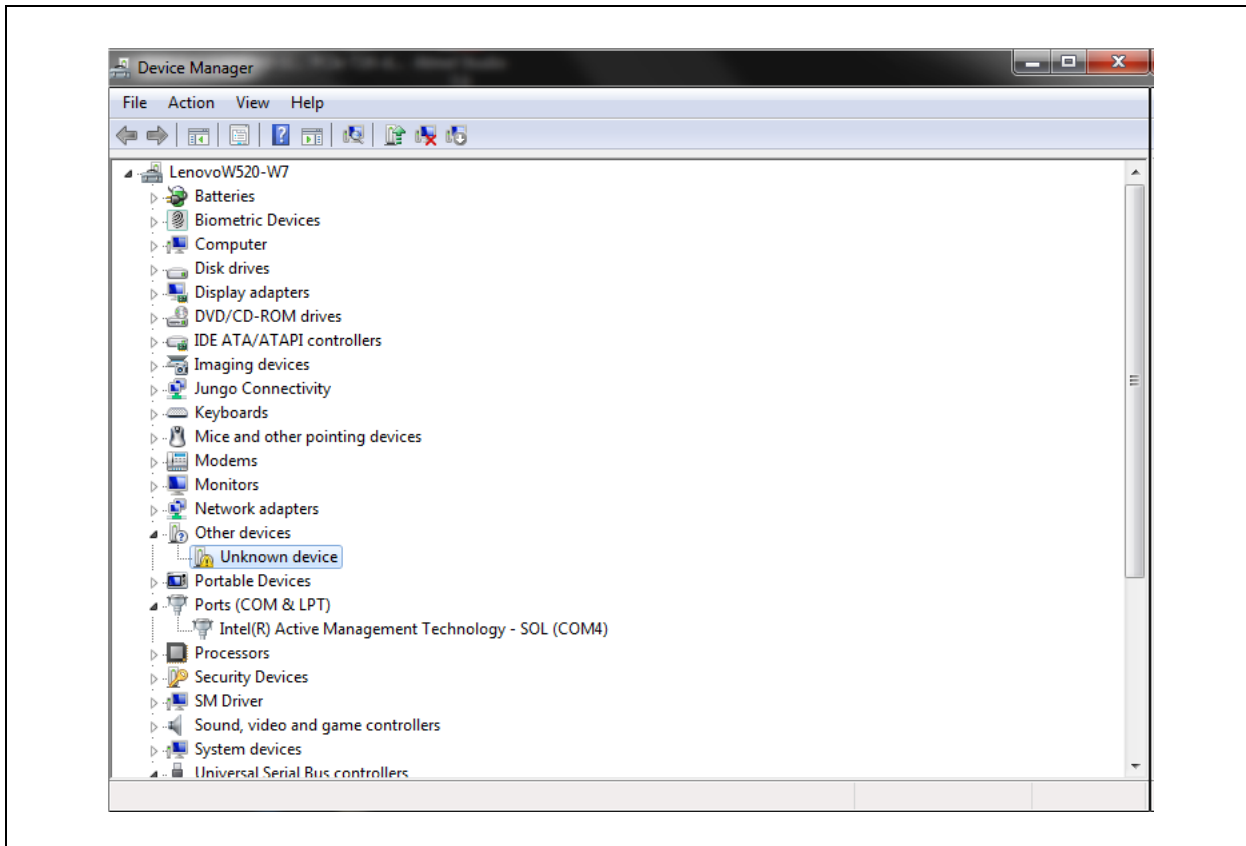 Device Manager
File Action View Help
LenovoW520-W7
Batteries
Biometric Devices
Computer
Disk drives
Display adapters
DVD/CD-ROM drives
IDE ATA/ATAPI controllers
Imaging devices
Jungo Connectivity
Keyboards
Mice and other pointing devices
Modems
Monitors
Network adapters
Other devices
Unknown device
Portable Devices
Ports (COM & LPT)
Intel(R) Active Management Technology - SOL (COM4)
Processors
Security Devices
SM Driver
Sound, video and game controllers
System devices
Universal Serial Bus controllers